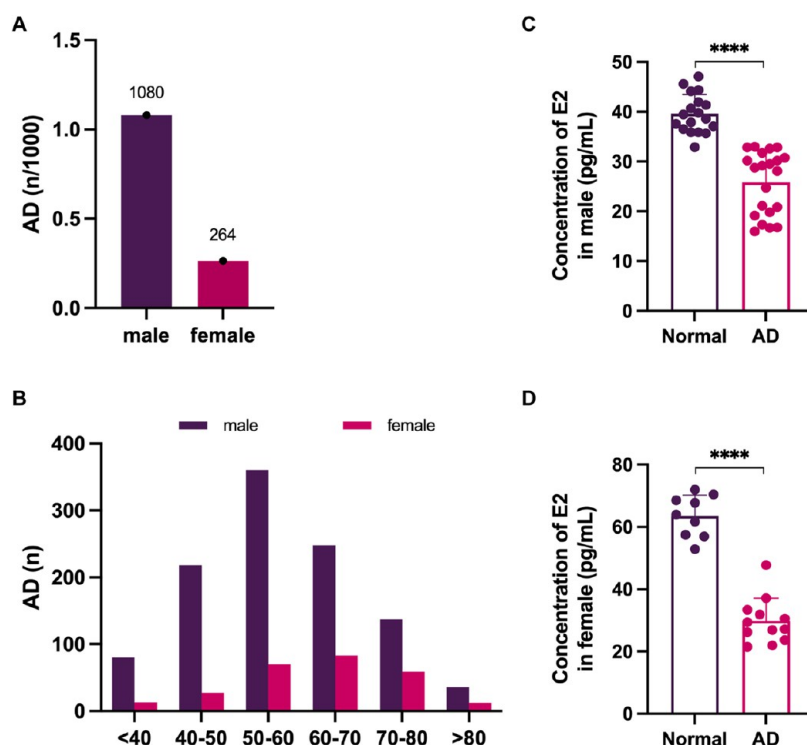 A
AD (n/1000)
1.5
1.0
0.5
0.0
1080
264
male female
B
male female
AD (n)
400
300
200
100
0
<40 40-50 50-60 60-70 70-80 >80
C
****
Concentration of E2
in male (pg/mL)
50
40
30
20
10
0
Normal AD
D
****
Concentration of E2
in female (pg/mL)
80
60
40
20
0
Normal AD